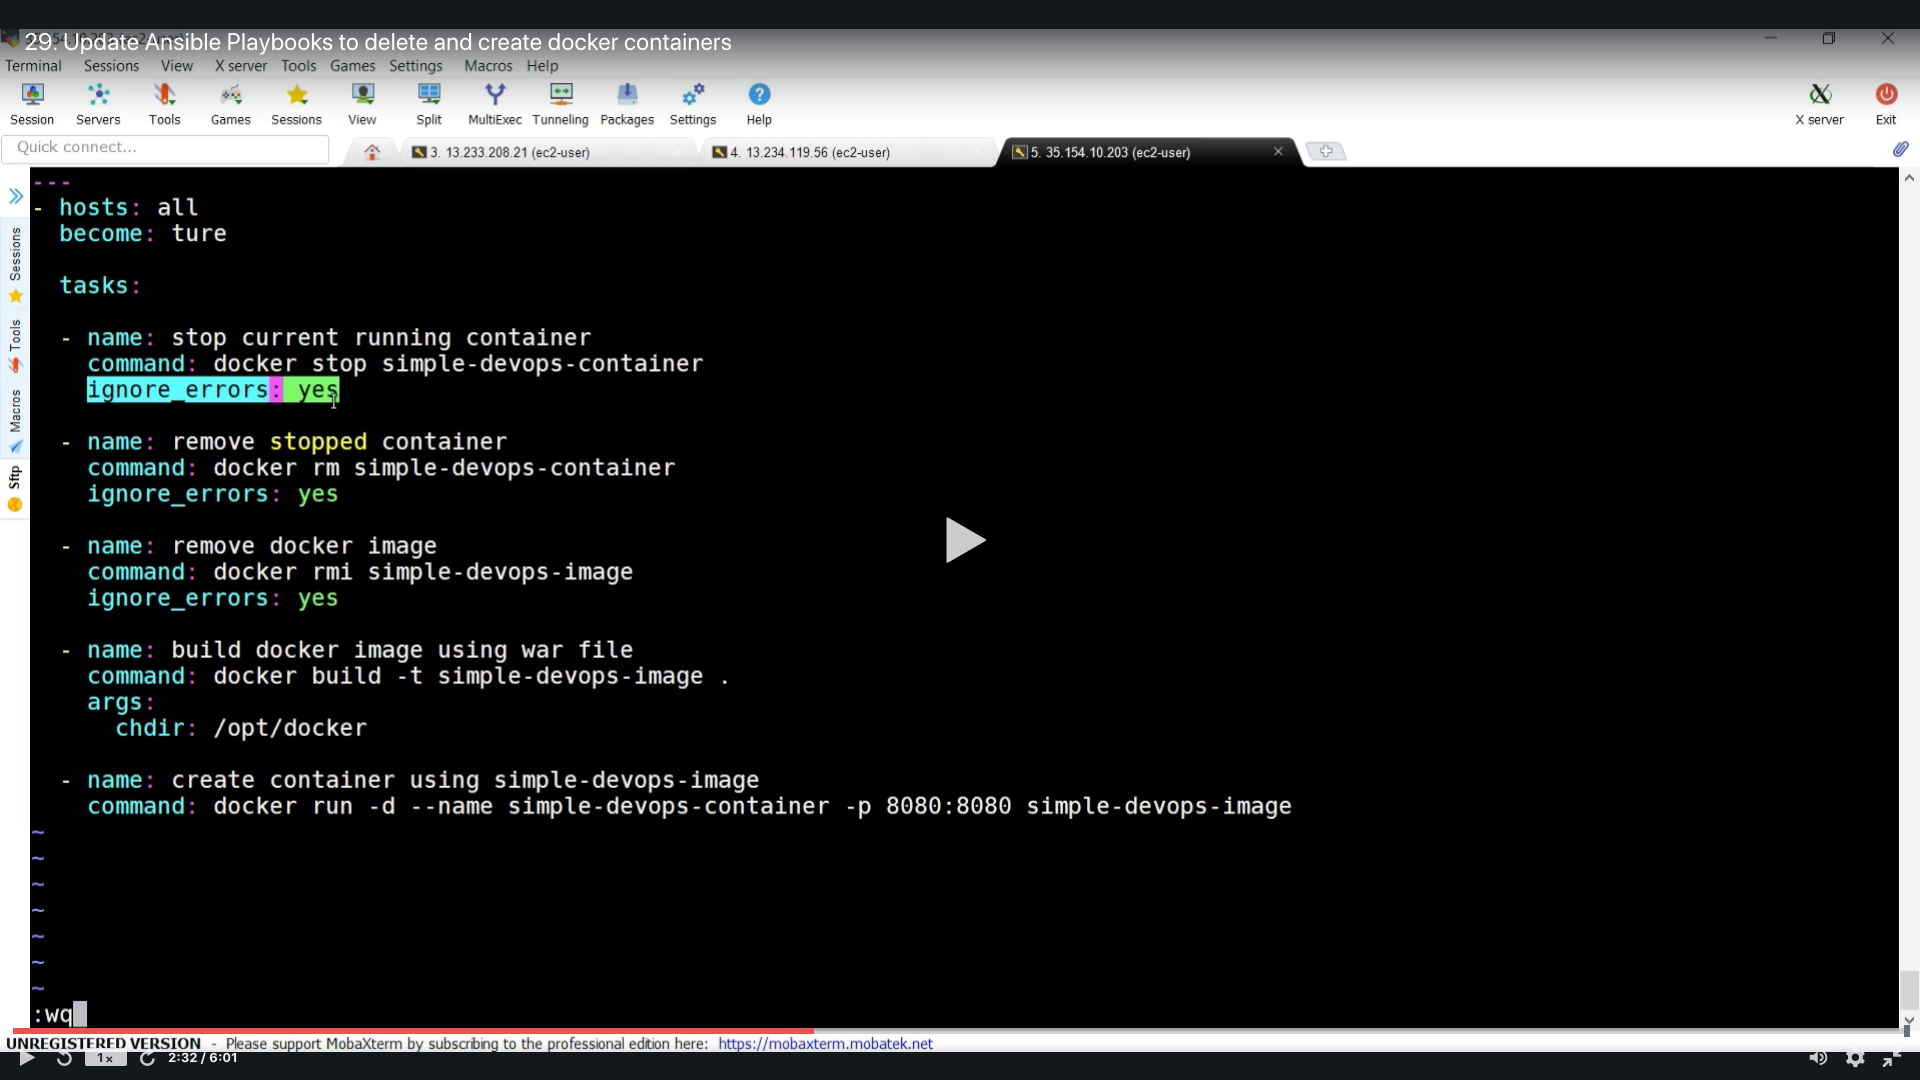 29. Update Ansible Playbooks to delete and create docker containers
Terminal Sessions View X server Tools Games Settings Macros Help
Session Servers Tools Games Sessions View Split MultiExec Tunneling Packages Settings Help X server Exit
Quick connect...
3. 13.233.208.21 (ec2-user)
4. 13.234.119.56 (ec2-user)
5. 35.154.10.203 (ec2-user)
Sessions
Tools
Macros
Sftp
---
- hosts: all
become: ture
tasks:
- name: stop current running container
command: docker stop simple-devops-container
ignore_errors: yes
- name: remove stopped container
command: docker rm simple-devops-container
ignore_errors: yes
- name: remove docker image
command: docker rmi simple-devops-image
ignore_errors: yes
- name: build docker image using war file
command: docker build -t simple-devops-image .
args:
chdir: /opt/docker
- name: create container using simple-devops-image
command: docker run -d --name simple-devops-container -p 8080:8080 simple-devops-image
~
~
~
~
~
~
~
:wq
UNREGISTERED VERSION - Please support MobaXterm by subscribing to the professional edition here: https://mobaxterm.mobatek.net
1x 2:32 / 6:01